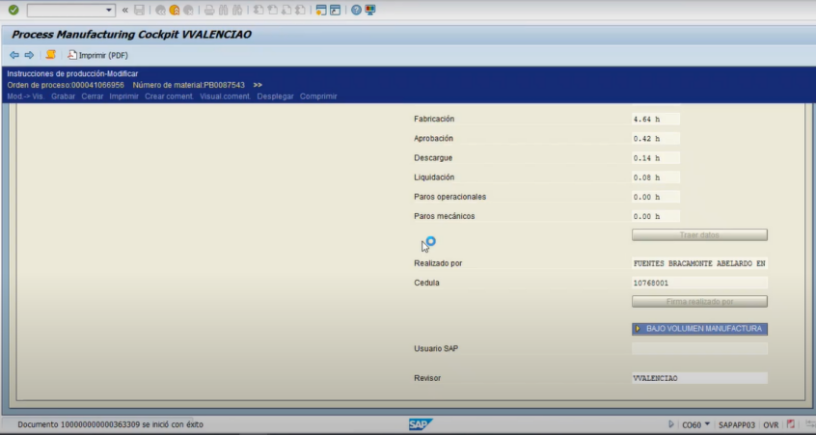 Process Manufacturing Cockpit VVALENCIAO
Imprimir (PDF)
Instrucciones de producción-Modificar
Orden de proceso:000041066956 Número de material:PB0087543 >>
Mod.-> Vis. Grabar Cerrar Imprimir Crear coment. Visual.coment. Desplegar Comprimir
Fabricación 4.64 h
Aprobación 0.42 h
Descargue 0.14 h
Liquidación 0.08 h
Paros operacionales 0.00 h
Paros mecánicos 0.00 h
Traer datos
Realizado por FUENTES BRACAMONTE ABELARDO EN
Cedula 10768001
Firma realizado por
BAJO VOLUMEN MANUFACTURA
Usuario SAP
Revisor VVALENCIAO
Documento 100000000000363309 se inició con éxito SAP CO60 SAPAPP03 OVR